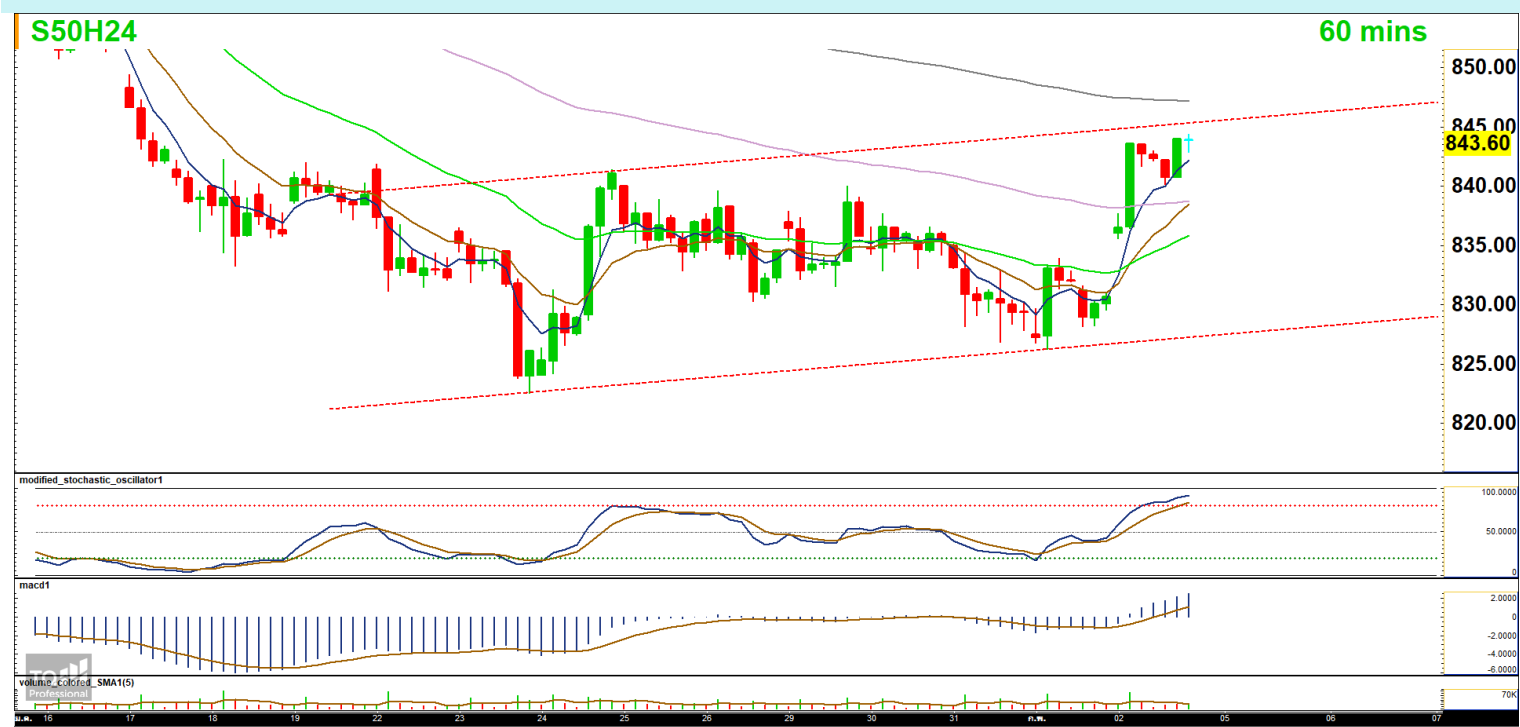 S50H24
60 mins
850.00
845.00
843.60
840.00
835.00
830.00
825.00
820.00
modified_stochastic_oscillator1
100.0000
50.0000
0
macd1
2.0000
0
-2.0000
-4.0000
-6.0000
Professional
volume_colored_SMA1(5)
70K
ม.ค. 16 17 18 19 22 23 24 25 26 29 30 31 ก.พ. 02 05 06 07